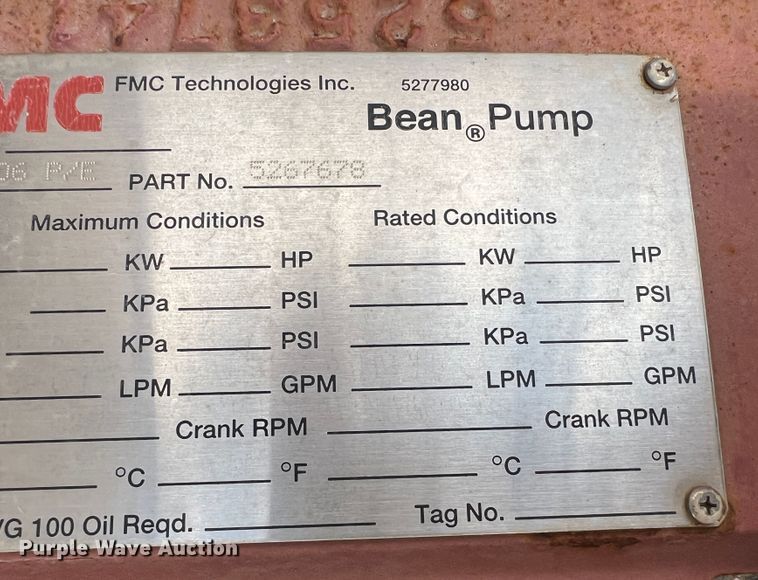 MC FMC Technologies Inc. 5277980
Bean® Pump
06 P/E PART No. 5267678
Maximum Conditions Rated Conditions
KW HP KW HP
KPa PSI KPa PSI
KPa PSI KPa PSI
LPM GPM LPM GPM
Crank RPM Crank RPM
°C °F °C °F
VG 100 Oil Reqd. Tag No.
Purple Wave Auction